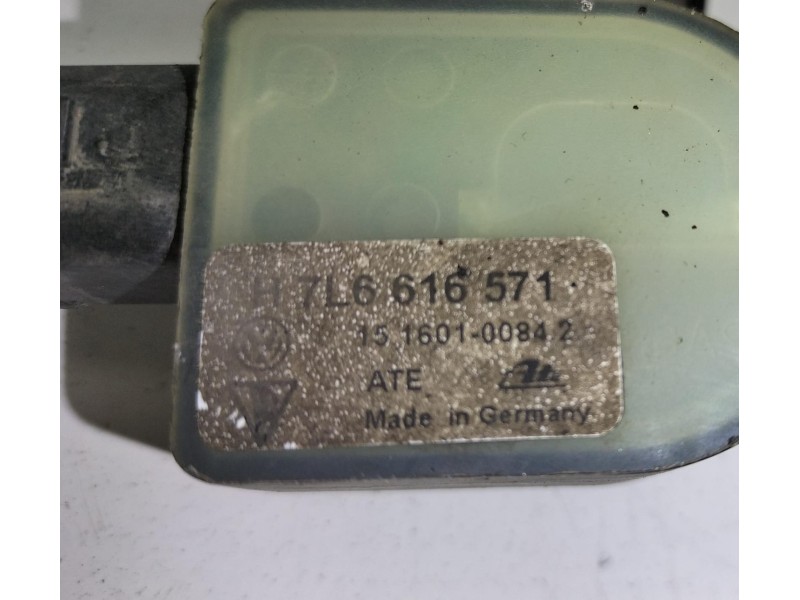 H 7L6 616 571
15.1601-0084.2
ATE
Made in Germany